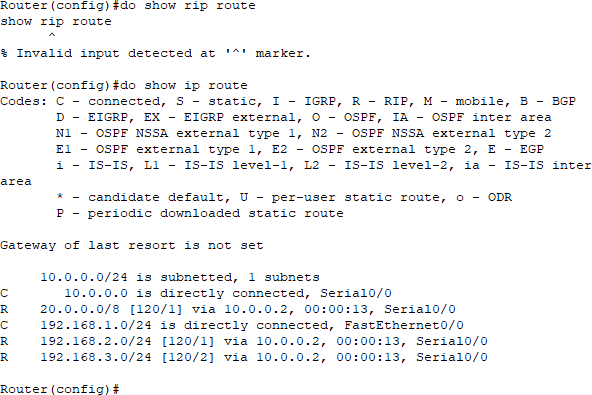 Router(config)#do show rip route
show rip route
^
% Invalid input detected at '^' marker.
Router(config)#do show ip route
Codes: C - connected, S - static, I - IGRP, R - RIP, M - mobile, B - BGP
D - EIGRP, EX - EIGRP external, O - OSPF, IA - OSPF inter area
N1 - OSPF NSSA external type 1, N2 - OSPF NSSA external type 2
E1 - OSPF external type 1, E2 - OSPF external type 2, E - EGP
i - IS-IS, L1 - IS-IS level-1, L2 - IS-IS level-2, ia - IS-IS inter
area
* - candidate default, U - per-user static route, o - ODR
P - periodic downloaded static route
Gateway of last resort is not set
10.0.0.0/24 is subnetted, 1 subnets
C 10.0.0.0 is directly connected, Serial0/0
R 20.0.0.0/8 [120/1] via 10.0.0.2, 00:00:13, Serial0/0
C 192.168.1.0/24 is directly connected, FastEthernet0/0
R 192.168.2.0/24 [120/1] via 10.0.0.2, 00:00:13, Serial0/0
R 192.168.3.0/24 [120/2] via 10.0.0.2, 00:00:13, Serial0/0
Router(config)#